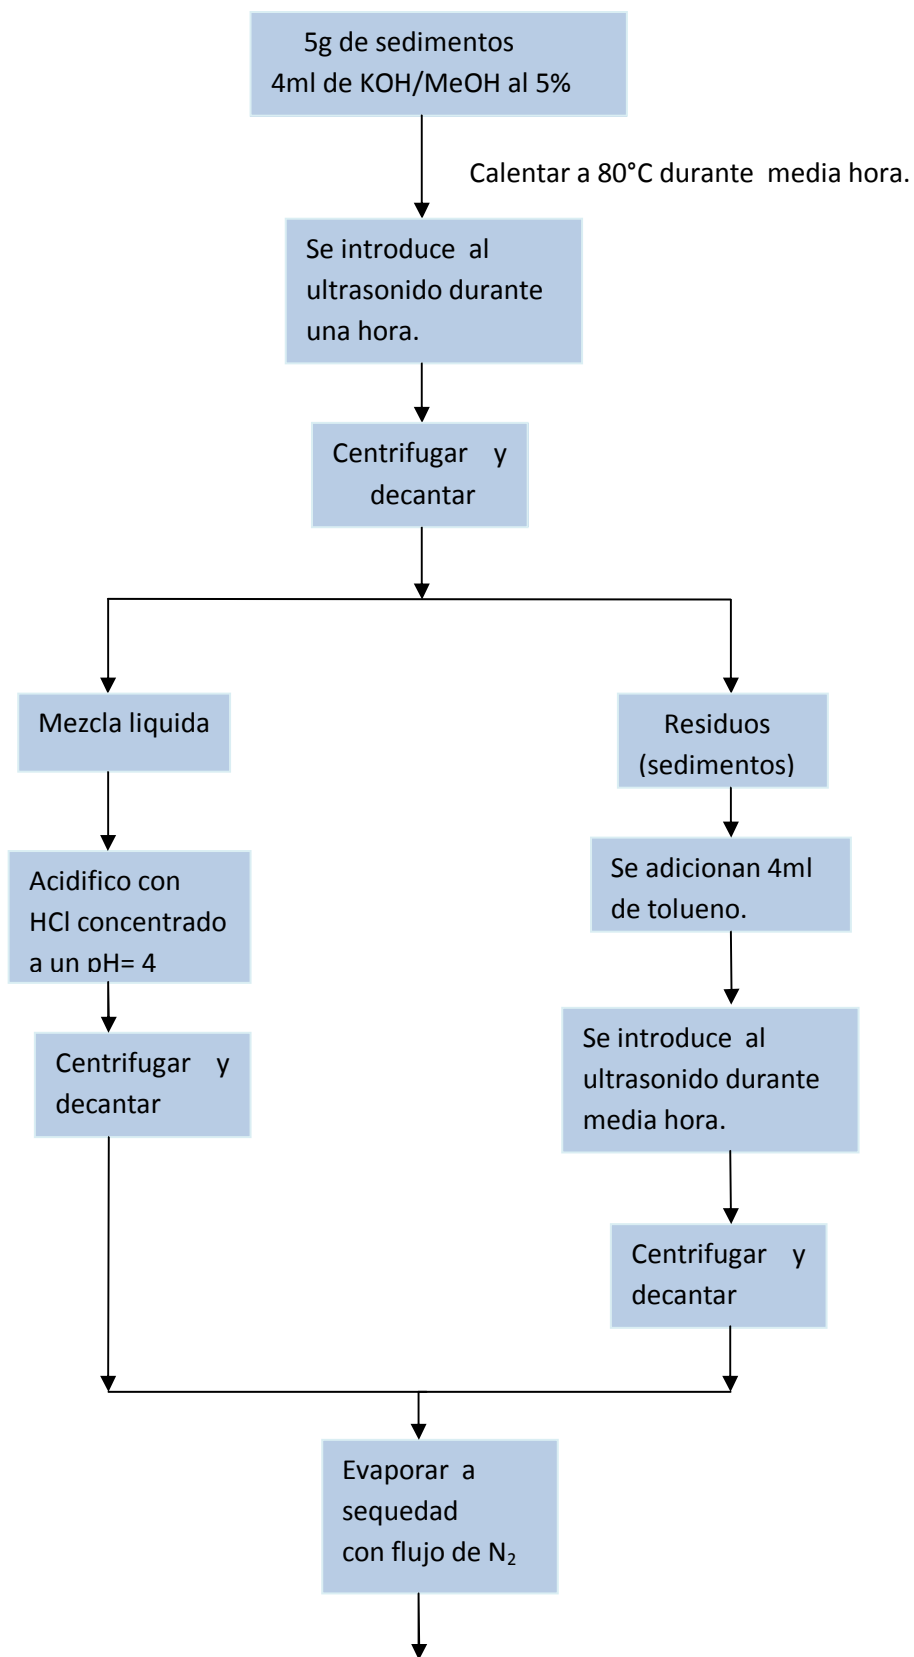 5g de sedimentos
4ml de KOH/MeOH al 5%
Calentar a 80°C durante media hora.
Se introduce al
ultrasonido durante
una hora.
Centrifugar y
decantar
Mezcla liquida
Residuos
(sedimentos)
Acidifico con
HCl concentrado
a un pH= 4
Se adicionan 4ml
de tolueno.
Centrifugar y
decantar
Se introduce al
ultrasonido durante
media hora.
Centrifugar y
decantar
Evaporar a
sequedad
con flujo de N₂